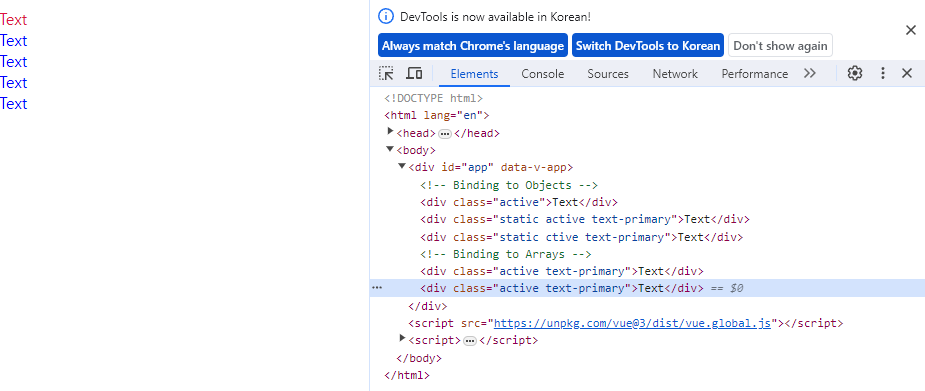 Text
Text
Text
Text
Text
DevTools is now available in Korean!
Always match Chrome's language Switch DevTools to Korean Don't show again
Elements Console Sources Network Performance
<!DOCTYPE html>
<html lang="en">
<head> ••• </head>
<body>
<div id="app" data-v-app>
<!-- Binding to Objects -->
<div class="active">Text</div>
<div class="static active text-primary">Text</div>
<div class="static ctive text-primary">Text</div>
<!-- Binding to Arrays -->
<div class="active text-primary">Text</div>
<div class="active text-primary">Text</div> == $0
</div>
<script src="https://unpkg.com/vue@3/dist/vue.global.js"></script>
<script> ••• </script>
</body>
</html>